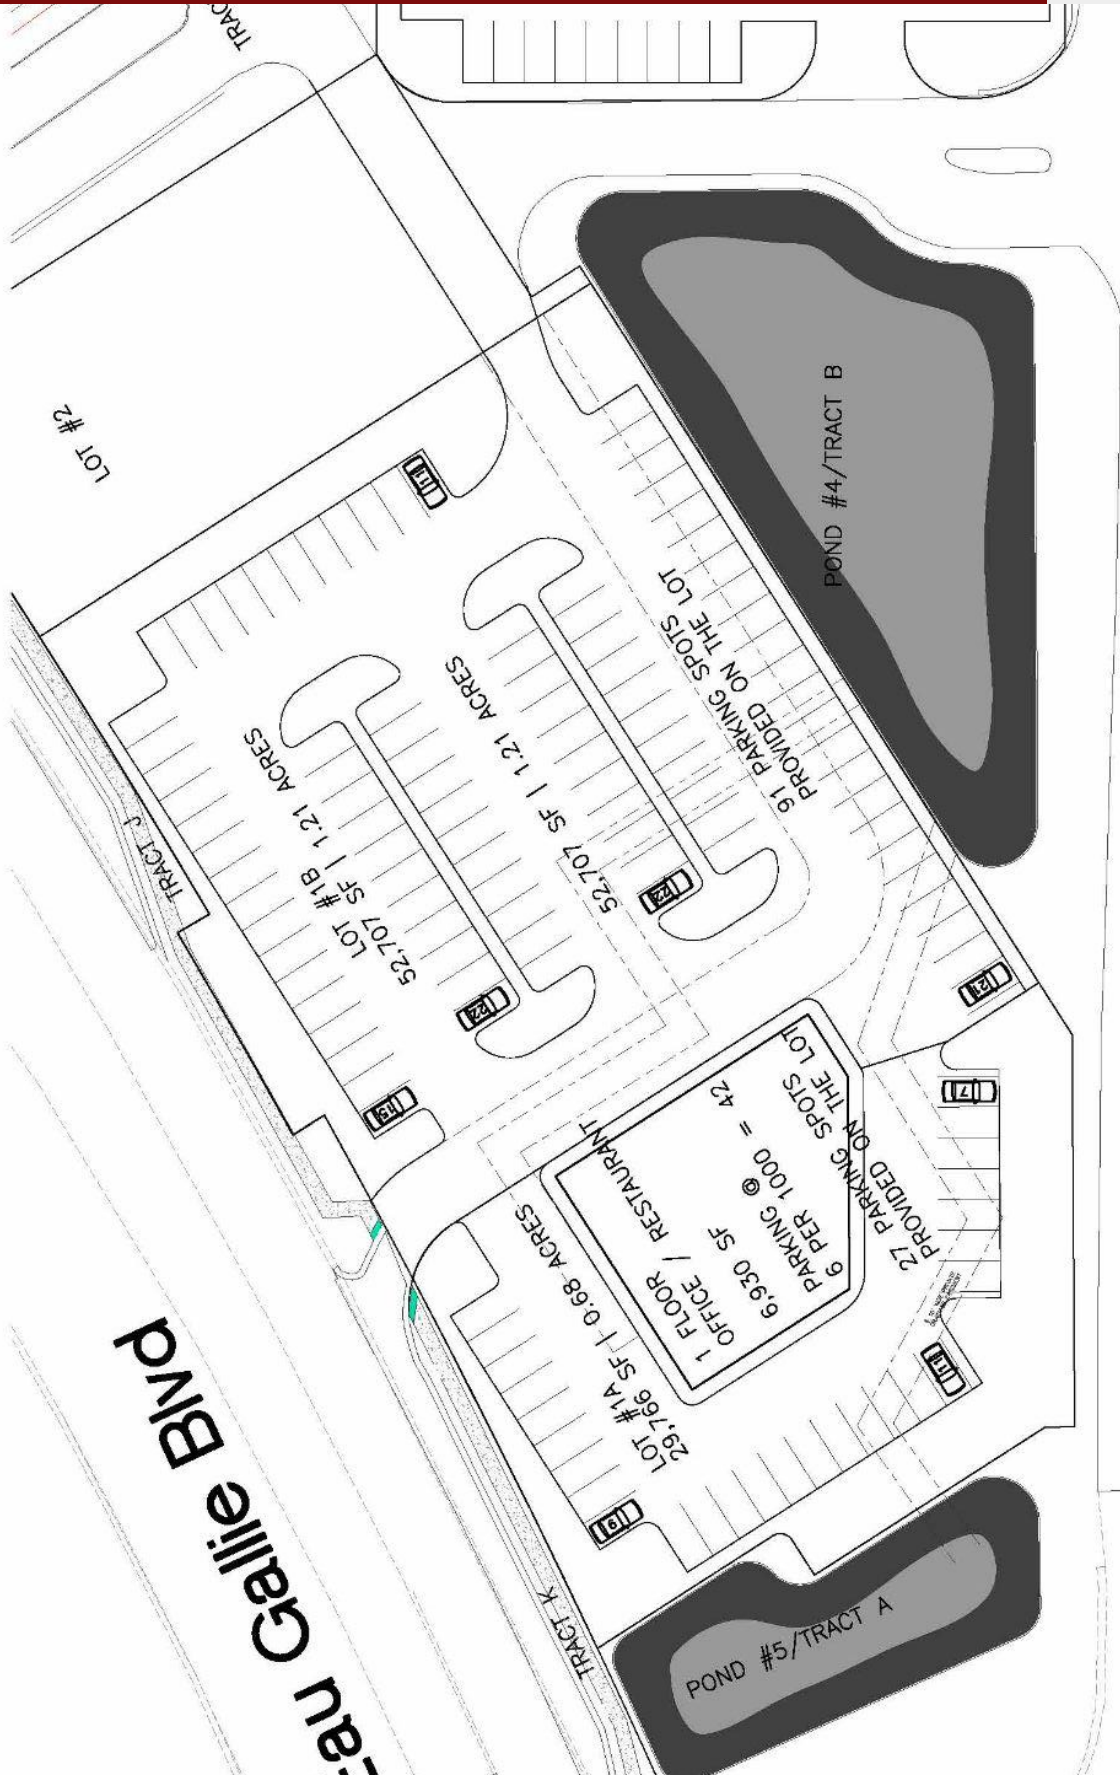 TRAC
LOT #2
11
POND #4/TRACT B
91 PARKING SPOTS
PROVIDED ON THE LOT
52,707 SF | 1.21 ACRES
LOT #1B
52,707 SF | 1.21 ACRES
TRACT J
22
22
21
15
7
1 FLOOR
OFFICE / RESTAURANT
6,930 SF
PARKING @
6 PER 1000 = 42
27 PARKING SPOTS
PROVIDED ON THE LOT
LOT #1A
29,766 SF | 0.68 ACRES
11
9
TRACT K
POND #5/TRACT A
Eau Gallie Blvd